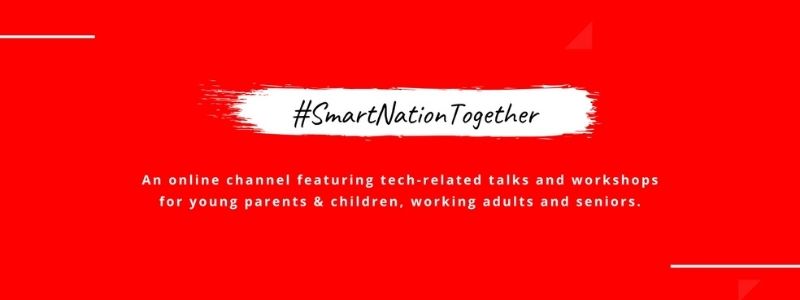 #SmartNationTogether
An online channel featuring tech-related talks and workshops
for young parents & children, working adults and seniors.